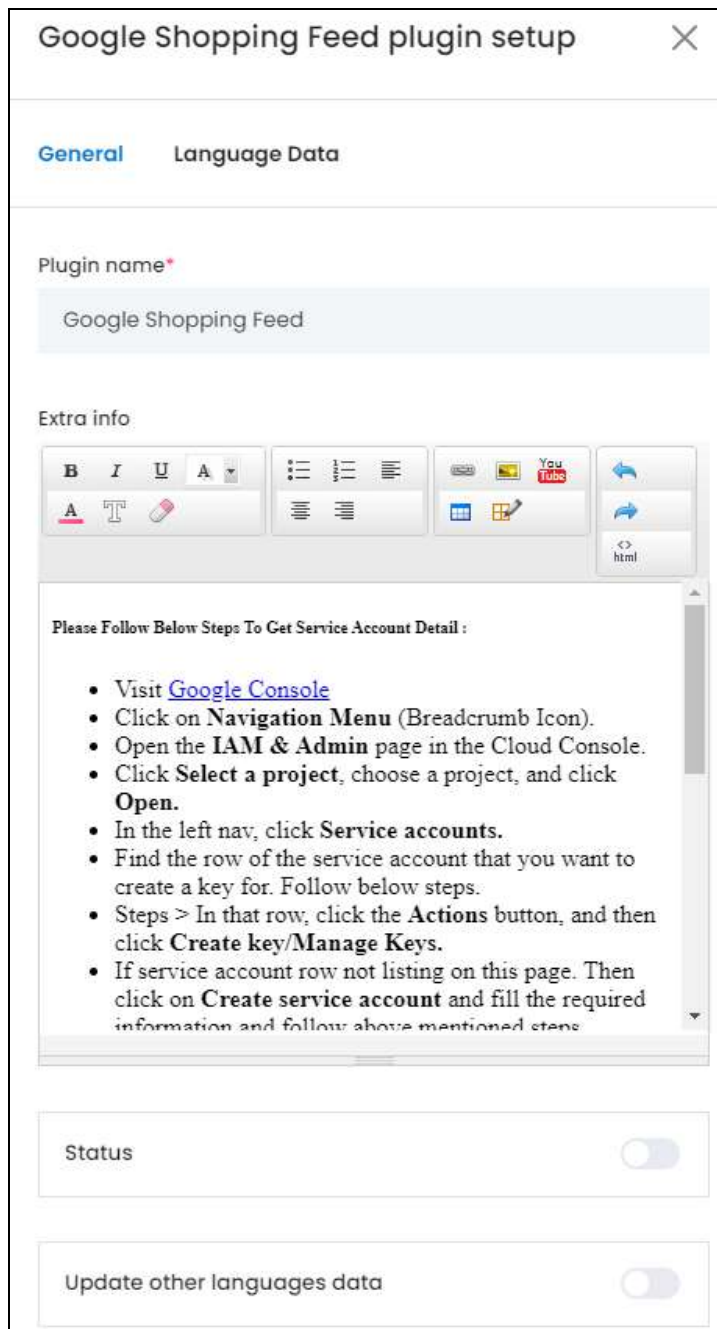 Google Shopping Feed plugin setup
General Language Data
Plugin name*
Google Shopping Feed
Extra info
B I U A
You
Tube
A T
<>
html
Please Follow Below Steps To Get Service Account Detail :
• Visit Google Console
• Click on Navigation Menu (Breadcrumb Icon).
• Open the IAM & Admin page in the Cloud Console.
• Click Select a project, choose a project, and click
Open.
• In the left nav, click Service accounts.
• Find the row of the service account that you want to
create a key for. Follow below steps.
• Steps > In that row, click the Actions button, and then
click Create key/Manage Keys.
• If service account row not listing on this page. Then
click on Create service account and fill the required
information and follow above mentioned steps
Status
Update other languages data